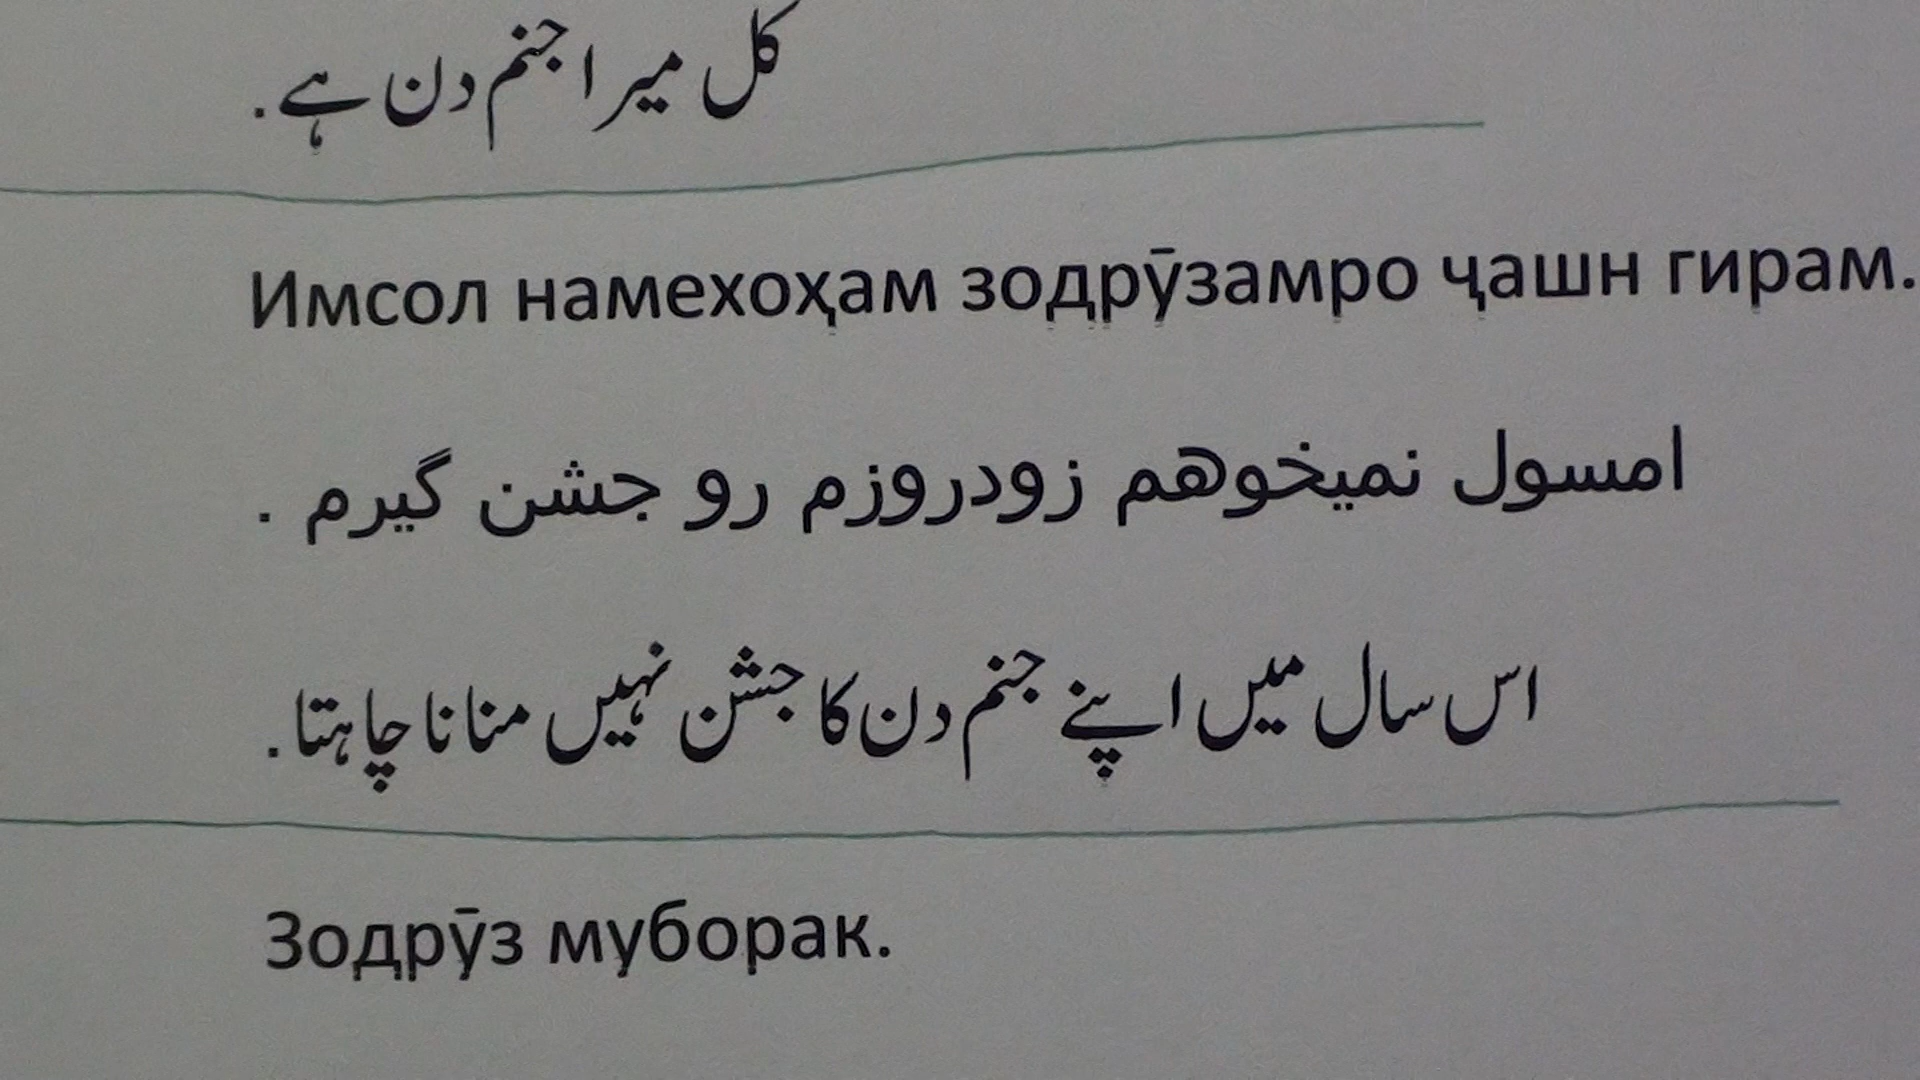 کل میرا جنم دن ہے.
Имсол намехоҳам зодрӯзамро ҷашн гирам.
امسول نمیخوهم زودروزم رو جشن گیرم .
اس سال میں اپنے جنم دن کا جشن نہیں منانا چاہتا.
Зодрӯз муборак.